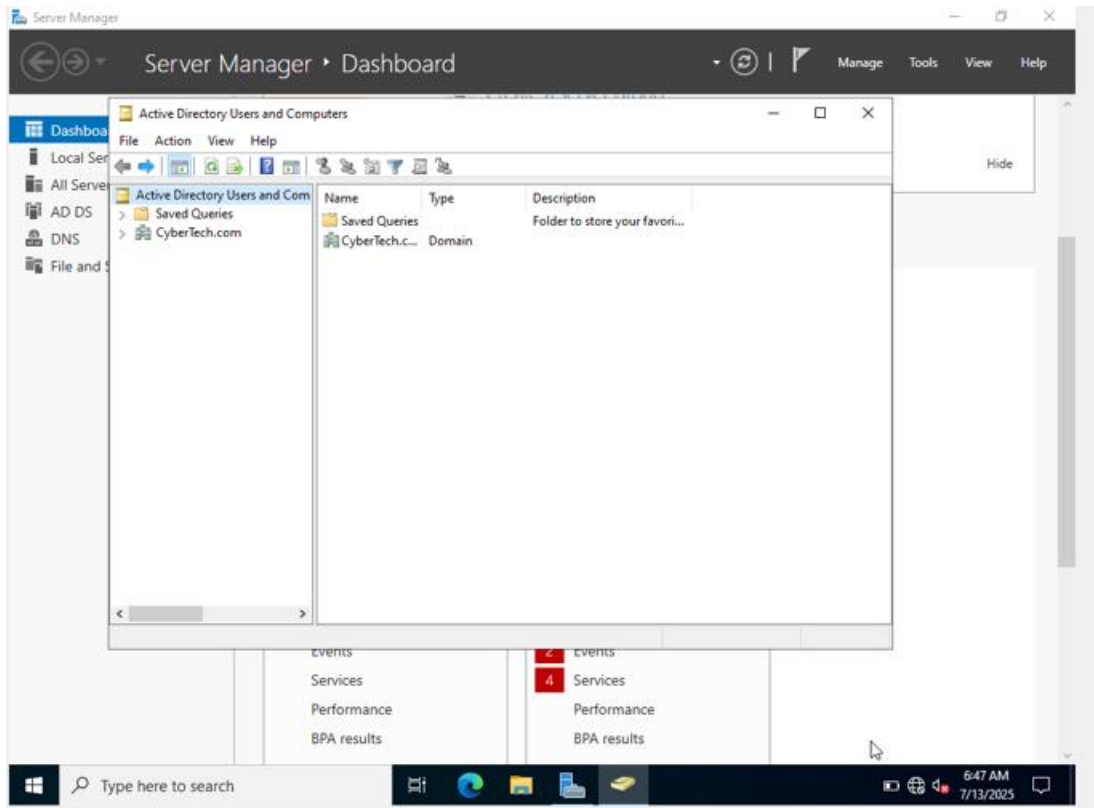 Server Manager
Server Manager • Dashboard
Manage Tools View Help
Active Directory Users and Computers
File Action View Help
Dashboa
Local Ser
All Server
AD DS
DNS
File and S
Hide
Active Directory Users and Com
Saved Queries
CyberTech.com
Name Type Description
Saved Queries Folder to store your favori...
CyberTech.c... Domain
Events
Services
Performance
BPA results
2 Events
4 Services
Performance
BPA results
Type here to search
6:47 AM
7/13/2025